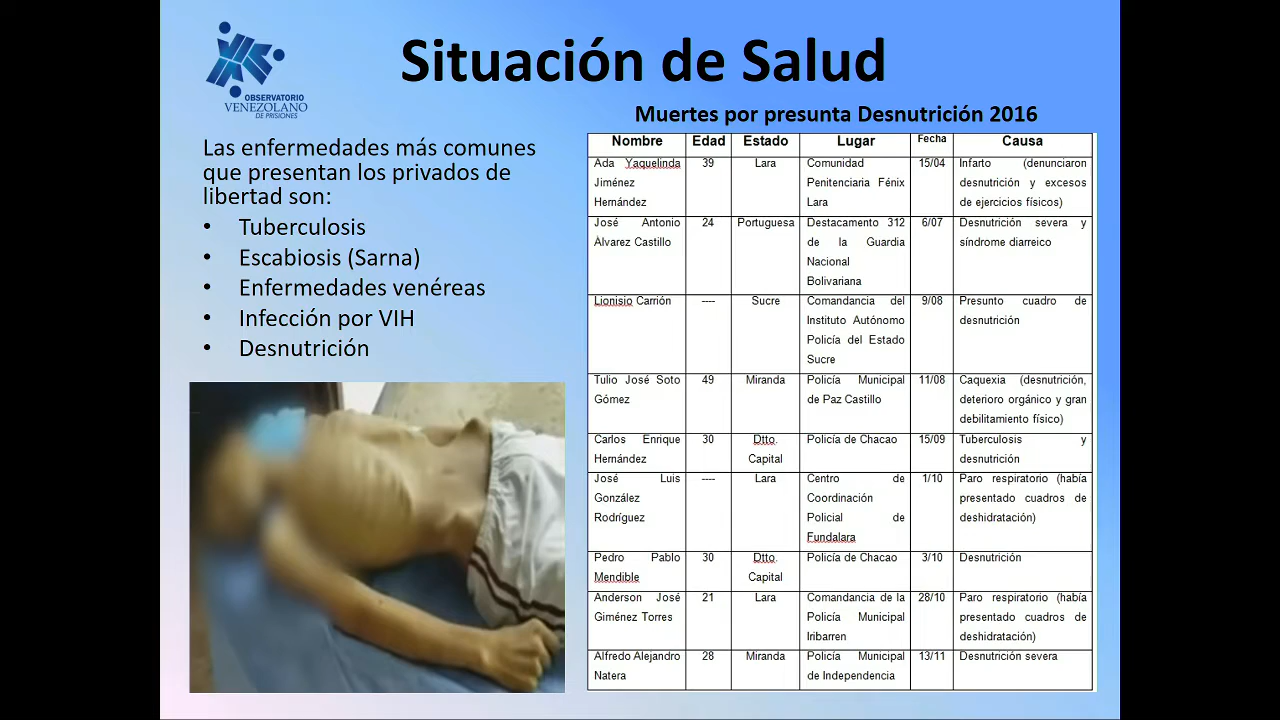 Situación de Salud
OBSERVATORIO
VENEZOLANO
DE PRISIONES
Las enfermedades más comunes
que presentan los privados de
libertad son:
• Tuberculosis
• Escabiosis (Sarna)
• Enfermedades venéreas
• Infección por VIH
• Desnutrición
Muertes por presunta Desnutrición 2016
Nombre Edad Estado Lugar Fecha Causa
Ada Yaquelinda 39 Lara Comunidad 15/04 Infarto (denunciaron
Jiménez Penitenciaria Fénix desnutrición y excesos
Hernández Lara de ejercicios físicos)
José Antonio 24 Portuguesa Destacamento 312 6/07 Desnutrición severa y
Álvarez Castillo de la Guardia síndrome diarreico
Nacional
Bolivariana
Lionisio Carrión ---- Sucre Comandancia del 9/08 Presunto cuadro de
Instituto Autónomo desnutrición
Policía del Estado
Sucre
Tulio José Soto 49 Miranda Policía Municipal 11/08 Caquexia (desnutrición,
Gómez de Paz Castillo deterioro orgánico y gran
debilitamiento físico)
Carlos Enrique 30 Dtto. Policía de Chacao 15/09 Tuberculosis y
Hernández Capital desnutrición
José Luis ---- Lara Centro de 1/10 Paro respiratorio (había
González Coordinación presentado cuadros de
Rodríguez Policial de deshidratación)
Fundalara
Pedro Pablo 30 Dtto. Policía de Chacao 3/10 Desnutrición
Mendible Capital
Anderson José 21 Lara Comandancia de la 28/10 Paro respiratorio (había
Giménez Torres Policía Municipal presentado cuadros de
Iribarren deshidratación)
Alfredo Alejandro 28 Miranda Policía Municipal 13/11 Desnutrición severa
Natera de Independencia